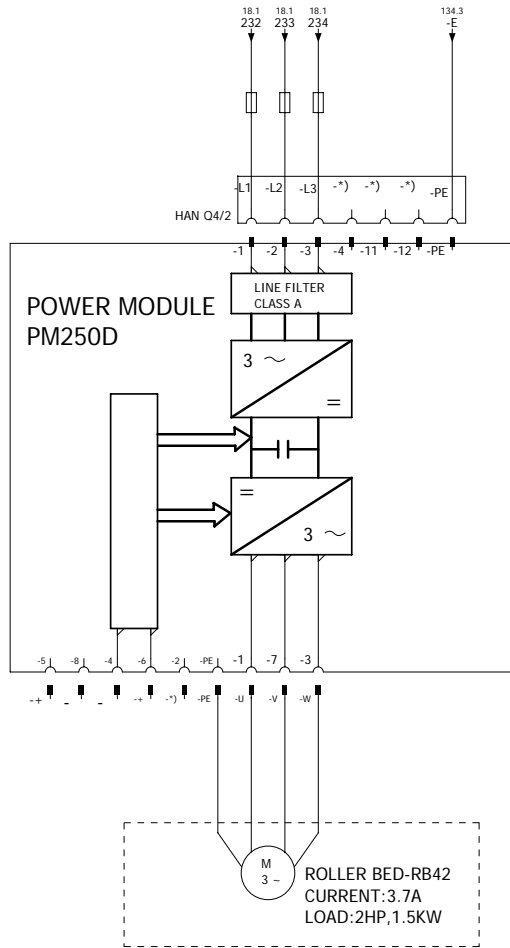 18.1 18.1 18.1 134.3
232 233 234 -E
-L1 -L2 -L3 -*) -*) -*) -PE
HAN Q4/2
-1 -2 -3 -4 -11 -12 -PE
LINE FILTER
CLASS A
POWER MODULE
PM250D
3 ~
=
=
3 ~
-5 -8 -4 -6 -2 -PE -1 -7 -3
-+ - - -+ -*) -PE -U -V -W
M
3 ~
ROLLER BED-RB42
CURRENT:3.7A
LOAD:2HP,1.5KW